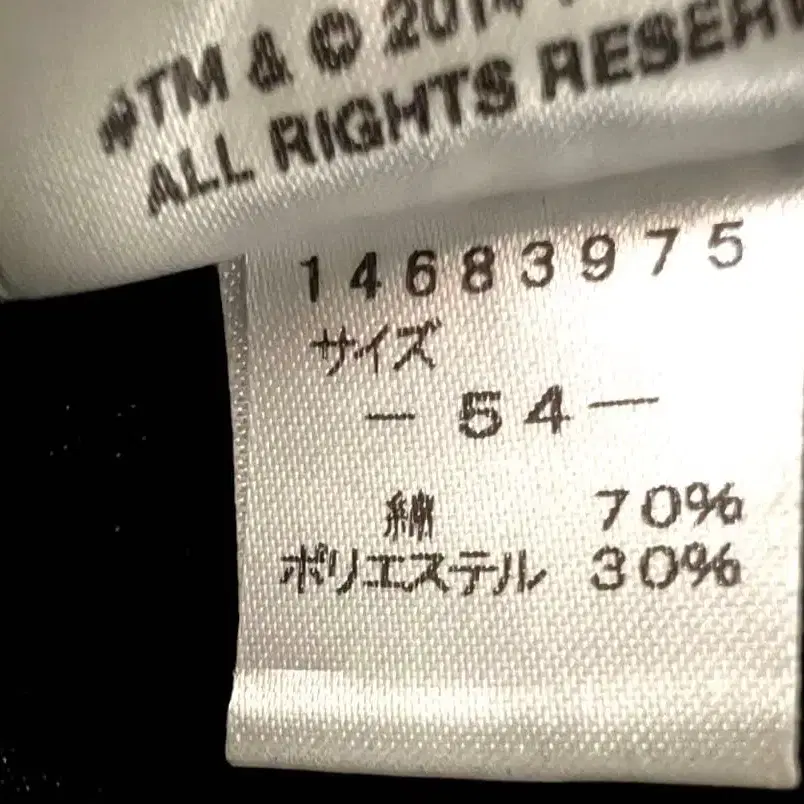 TM & © 201
ALL RIGHTS RESER
14683975
サイズ
— 54 —
綿 70%
ポリエステル 30%